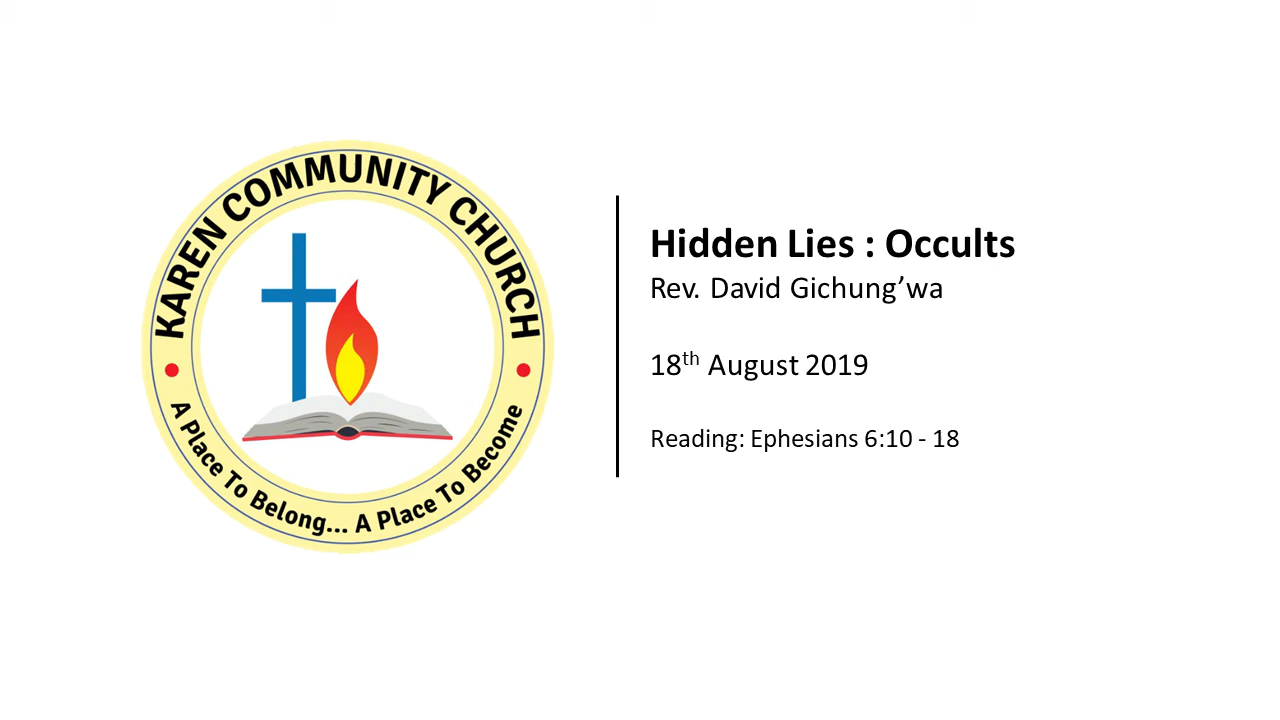 KAREN COMMUNITY CHURCH
A Place To Belong... A Place To Become
Hidden Lies : Occults
Rev. David Gichung’wa
18th August 2019
Reading: Ephesians 6:10 - 18